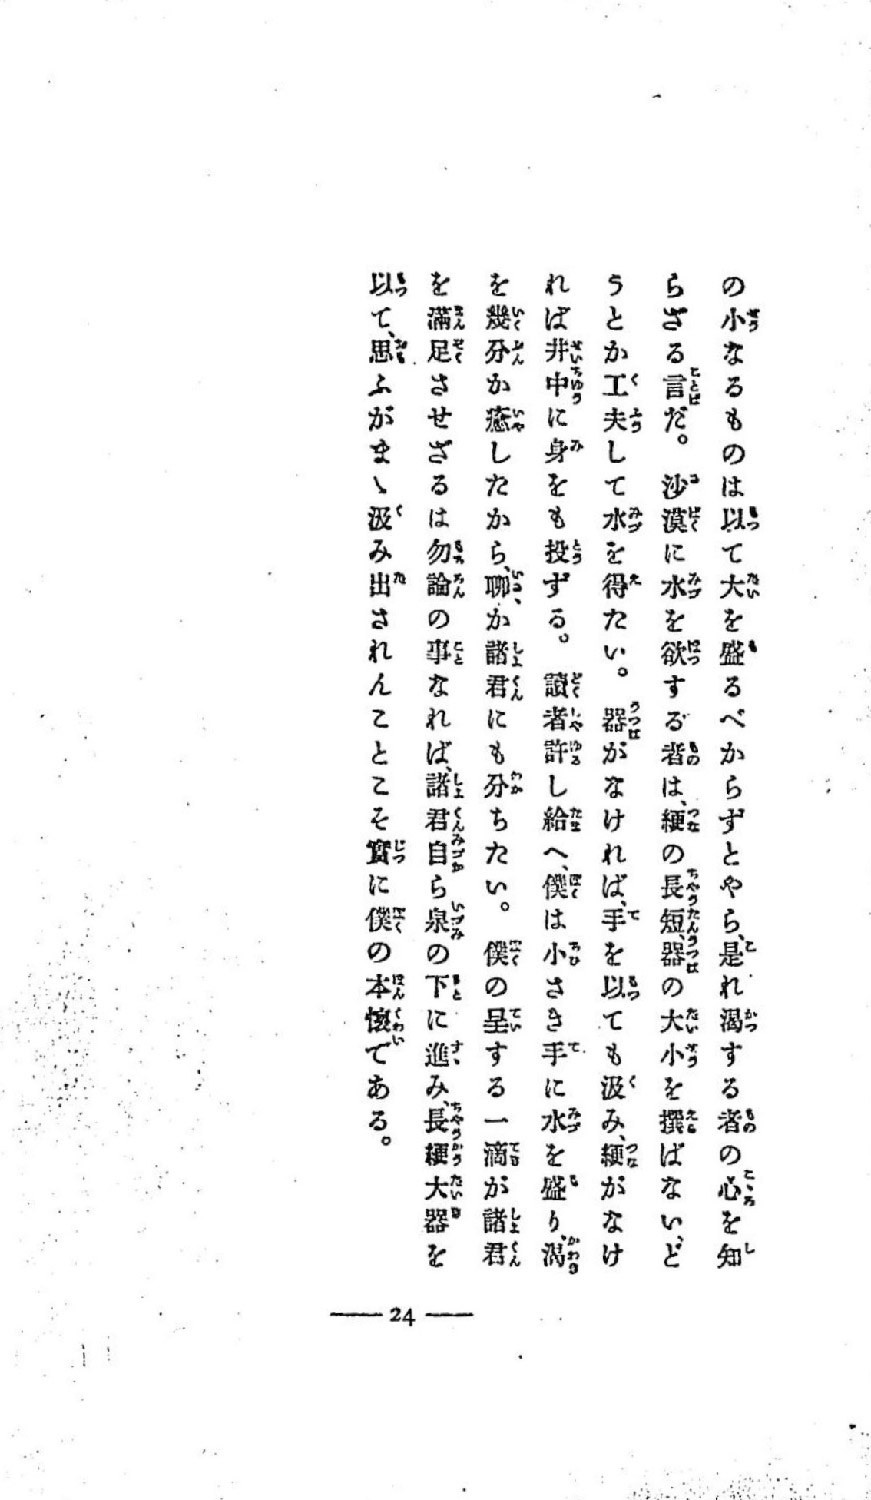 の小なるものは以て大を盛るべからずとやら、是れ渇する者の心を知
らざる言だ。沙漠に水を欲する者は、綆の長短、器の大小を撰ばない、ど
うとか工夫して水を得たい。器がなければ、手を以ても汲み、綆がなけ
れば井中に身をも投ずる。讀者許し給へ、僕は小さき手に水を盛り、渇
を幾分か癒したから、聊か諸君にも分ちたい。僕の呈する一滴が諸君
を滿足させざるは勿論の事なれば、諸君自ら泉の下に進み、長綆大器を
以て、思ふがまゝ汲み出されんことこそ實に僕の本懷である。
— 24 —